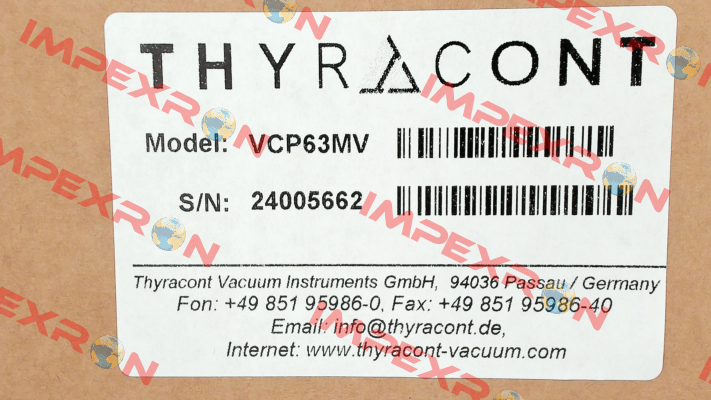 THYRACONT
Model: VCP63MV
S/N: 24005662
Thyracont Vacuum Instruments GmbH, 94036 Passau / Germany
Fon: +49 851 95986-0, Fax: +49 851 95986-40
Email: info@thyracont.de,
Internet: www.thyracont-vacuum.com
IMPEXRON
IMPEXRON
IMPEXRON
IMPEXRON
IMPEXRON
IMPEXRON